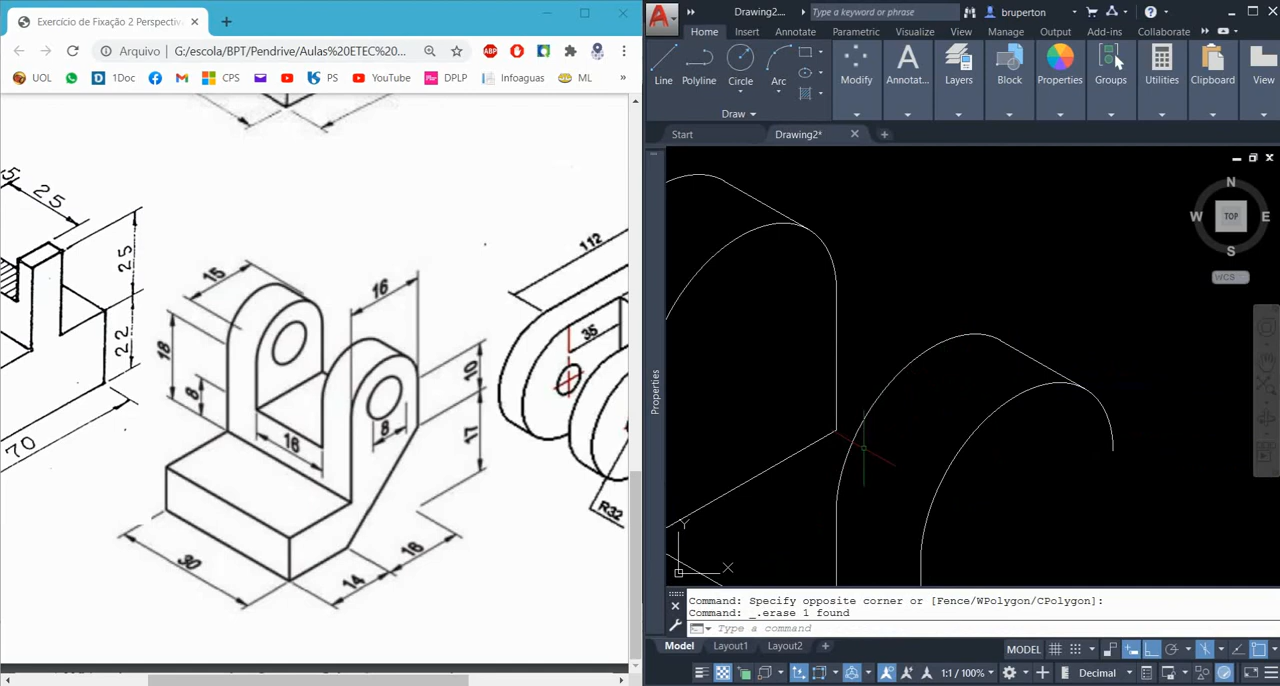 Exercício de Fixação 2 Perspectiv
Arquivo
G:/escola/BPT/Pendrive/Aulas%20ETEC%20...
UOL
1Doc
CPS
PS
YouTube
DPLP
Infoaguas
ML
»
25
25
22
70
15
16
18
8
16
8
10
17
30
14
16
112
35
R32
Drawing2....
Type a keyword or phrase
bruperton
Home
Insert
Annotate
Parametric
Collaborate
View
Manage
Output
Add-ins
Line
Polyline
Circle
Arc
Modify
Annotat...
Layers
Block
Properties
Groups
Utilities
Clipboard
View
Draw
Start
Drawing2*
N
W
TOP
E
S
WCS
Properties
Y
X
Command: Specify opposite corner or [Fence/WPolygon/CPolygon]:
Command: _.erase 1 found
Type a command
Model
Layout1
Layout2
MODEL
1:1 / 100%
Decimal